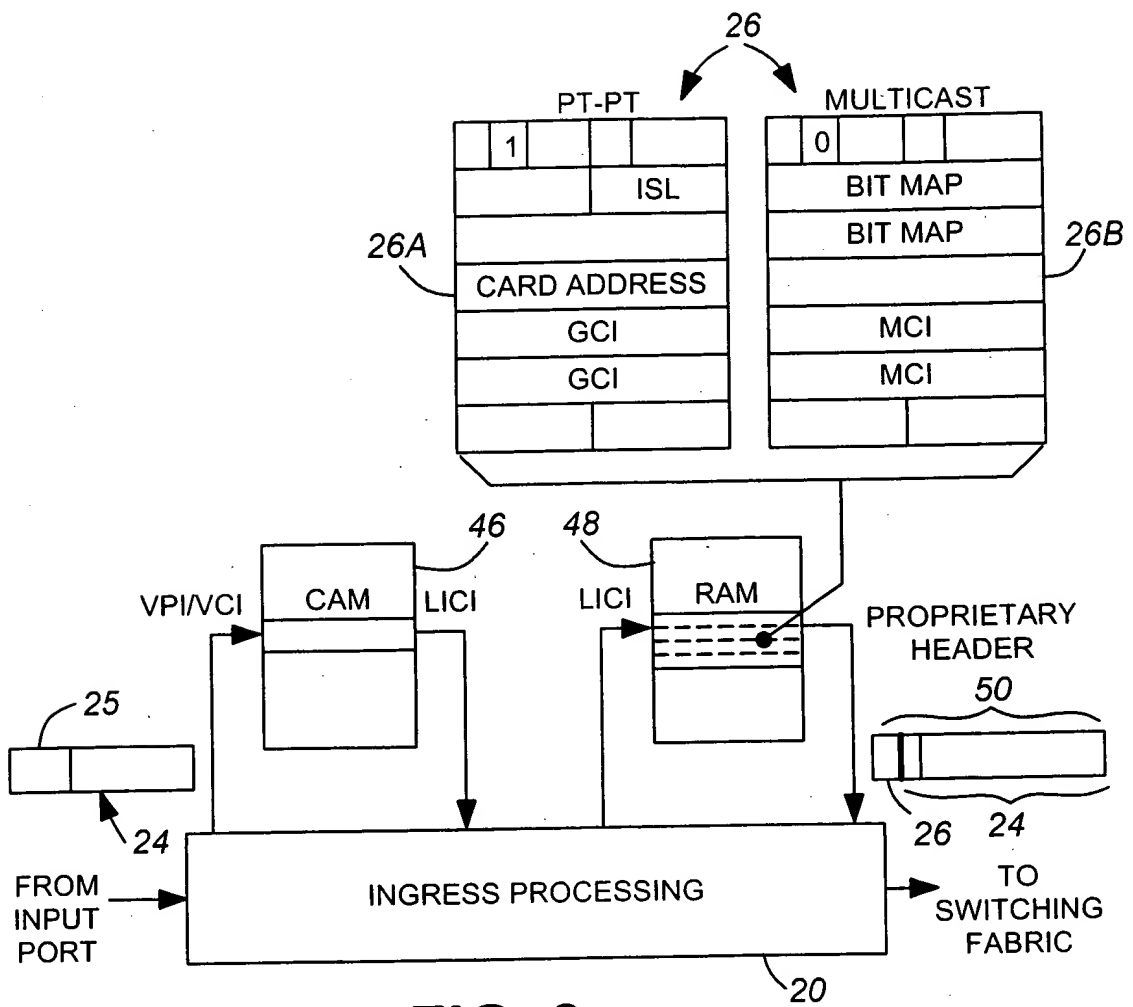 26
PT-PT
MULTICAST
1
0
ISL
BIT MAP
BIT MAP
26A
26B
CARD ADDRESS
GCI
MCI
GCI
MCI
46
48
VPI/VCI
CAM
LICI
LICI
RAM
PROPRIETARY
HEADER
25
50
24
26
24
FROM
INPUT
PORT
INGRESS PROCESSING
TO
SWITCHING
FABRIC
20